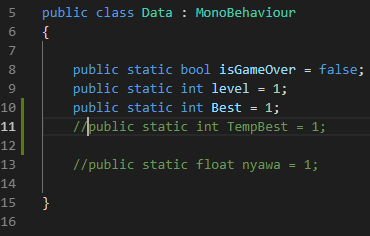 5 public class Data : MonoBehaviour
6 {
7
8 public static bool isGameOver = false;
9 public static int level = 1;
10 public static int Best = 1;
11 //public static int TempBest = 1;
12
13 //public static float nyawa = 1;
14
15 }
16